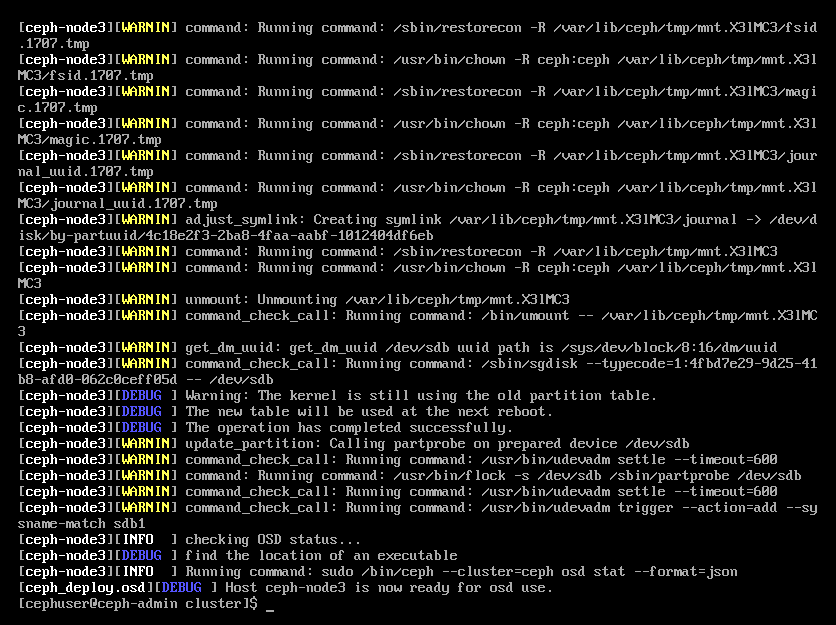 [ceph-node3][WARNIN] command: Running command: /sbin/restorecon -R /var/lib/ceph/tmp/mnt.X3lMC3/fsid
.1707.tmp
[ceph-node3][WARNIN] command: Running command: /usr/bin/chown -R ceph:ceph /var/lib/ceph/tmp/mnt.X3l
MC3/fsid.1707.tmp
[ceph-node3][WARNIN] command: Running command: /sbin/restorecon -R /var/lib/ceph/tmp/mnt.X3lMC3/magi
c.1707.tmp
[ceph-node3][WARNIN] command: Running command: /usr/bin/chown -R ceph:ceph /var/lib/ceph/tmp/mnt.X3l
MC3/magic.1707.tmp
[ceph-node3][WARNIN] command: Running command: /sbin/restorecon -R /var/lib/ceph/tmp/mnt.X3lMC3/jour
nal_uuid.1707.tmp
[ceph-node3][WARNIN] command: Running command: /usr/bin/chown -R ceph:ceph /var/lib/ceph/tmp/mnt.X3l
MC3/journal_uuid.1707.tmp
[ceph-node3][WARNIN] adjust_symlink: Creating symlink /var/lib/ceph/tmp/mnt.X3lMC3/journal -> /dev/d
isk/by-partuuid/4c18e2f3-2ba8-4faa-aabf-1012404df6eb
[ceph-node3][WARNIN] command: Running command: /sbin/restorecon -R /var/lib/ceph/tmp/mnt.X3lMC3
[ceph-node3][WARNIN] command: Running command: /usr/bin/chown -R ceph:ceph /var/lib/ceph/tmp/mnt.X3l
MC3
[ceph-node3][WARNIN] unmount: Unmounting /var/lib/ceph/tmp/mnt.X3lMC3
[ceph-node3][WARNIN] command_check_call: Running command: /bin/umount -- /var/lib/ceph/tmp/mnt.X3lMC
3
[ceph-node3][WARNIN] get_dm_uuid: get_dm_uuid /dev/sdb uuid path is /sys/dev/block/8:16/dm/uuid
[ceph-node3][WARNIN] command_check_call: Running command: /sbin/sgdisk --typecode=1:4fbd7e29-9d25-41
b8-afd0-062c0ceff05d -- /dev/sdb
[ceph-node3][DEBUG ] Warning: The kernel is still using the old partition table.
[ceph-node3][DEBUG ] The new table will be used at the next reboot.
[ceph-node3][DEBUG ] The operation has completed successfully.
[ceph-node3][WARNIN] update_partition: Calling partprobe on prepared device /dev/sdb
[ceph-node3][WARNIN] command_check_call: Running command: /usr/bin/udevadm settle --timeout=600
[ceph-node3][WARNIN] command: Running command: /usr/bin/flock -s /dev/sdb /sbin/partprobe /dev/sdb
[ceph-node3][WARNIN] command_check_call: Running command: /usr/bin/udevadm settle --timeout=600
[ceph-node3][WARNIN] command_check_call: Running command: /usr/bin/udevadm trigger --action=add --sy
sname-match sdb1
[ceph-node3][INFO  ] checking OSD status...
[ceph-node3][DEBUG ] find the location of an executable
[ceph-node3][INFO  ] Running command: sudo /bin/ceph --cluster=ceph osd stat --format=json
[ceph_deploy.osd][DEBUG ] Host ceph-node3 is now ready for osd use.
[cephuser@ceph-admin cluster]$ _